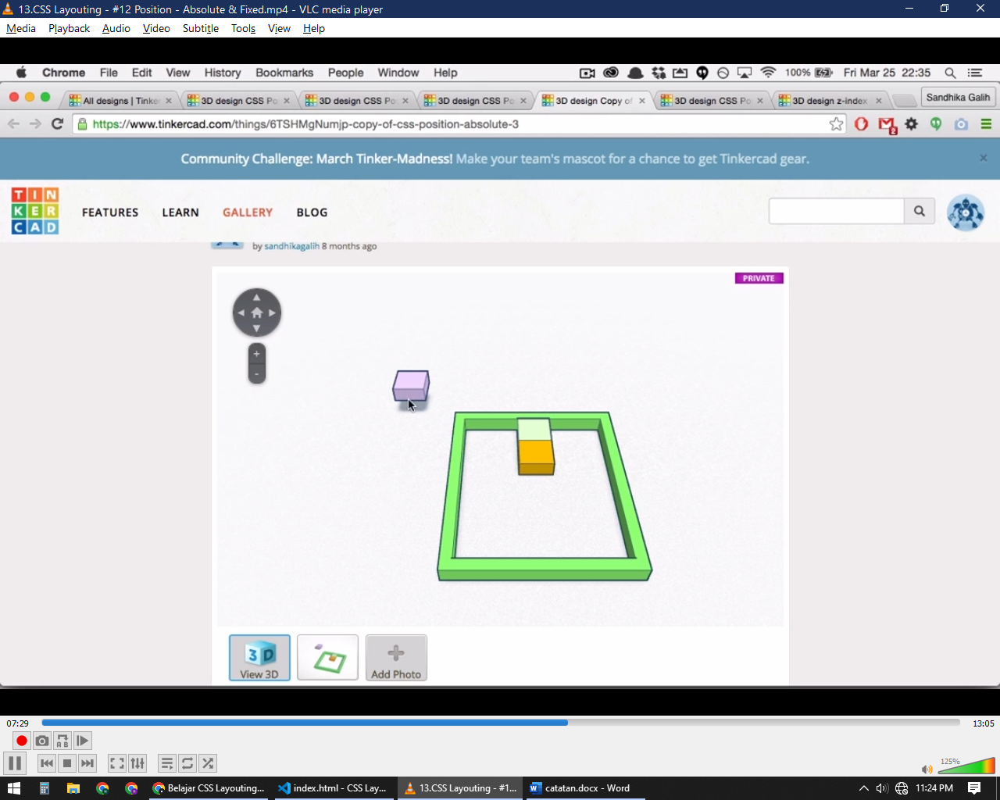 13.CSS Layouting - #12 Position - Absolute & Fixed.mp4 - VLC media player
Media Playback Audio Video Subtitle Tools View Help
Chrome File Edit View History Bookmarks People Window Help 100% Fri Mar 25 22:35
All designs | Tinke 3D design CSS Po 3D design CSS Po 3D design CSS Po 3D design Copy of 3D design CSS Po 3D design z-index Sandhika Galih
https://www.tinkercad.com/things/6TSHMgNumjp-copy-of-css-position-absolute-3
2
Community Challenge: March Tinker-Madness! Make your team's mascot for a chance to get Tinkercad gear.
TIN
KER
CAD
FEATURES LEARN GALLERY BLOG
by sandhikagalih 8 months ago
PRIVATE
3D
View 3D
Add Photo
07:29
13:05
A B
125%
Belajar CSS Layouting... index.html - CSS Lay... 13.CSS Layouting - #1... catatan.docx - Word 11:24 PM